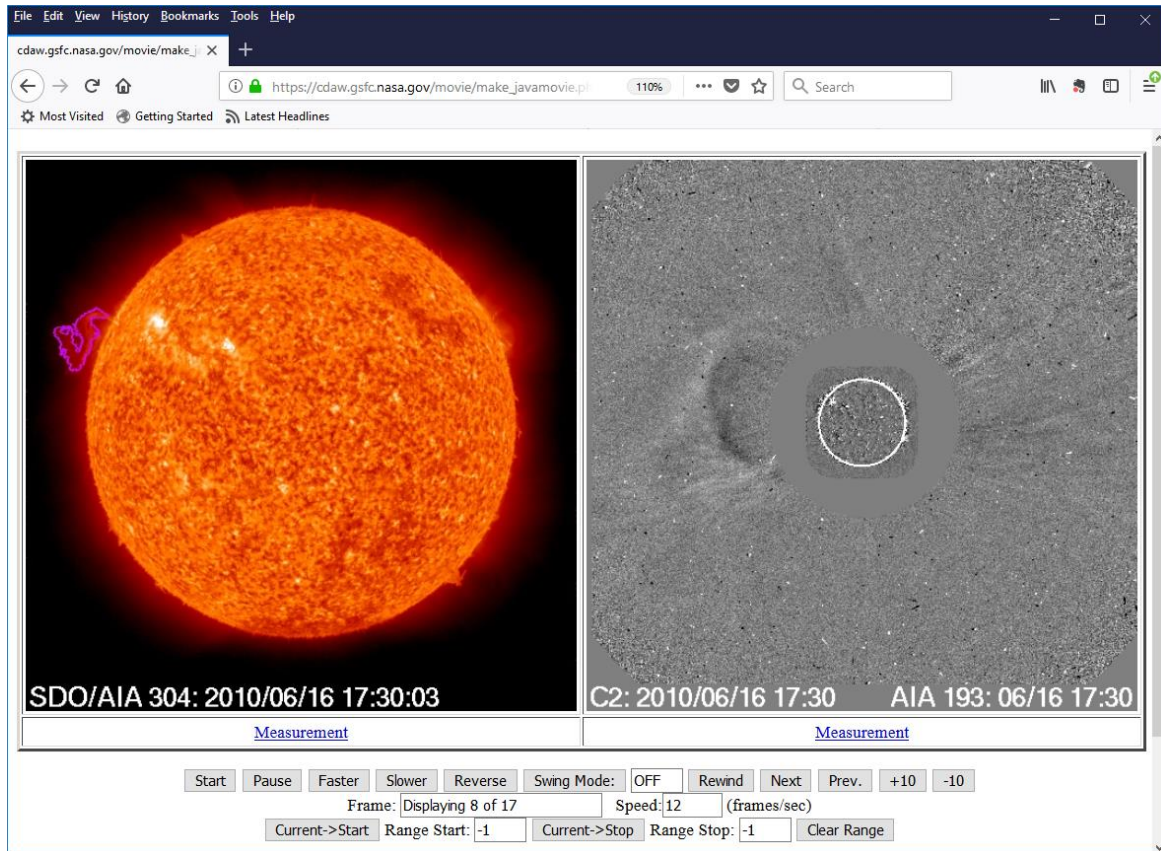 File Edit View History Bookmarks Tools Help
cdaw.gsfc.nasa.gov/movie/make_j
https://cdaw.gsfc.nasa.gov/movie/make_javamovie.p 110% Search
Most Visited Getting Started Latest Headlines
SDO/AIA 304: 2010/06/16 17:30:03
C2: 2010/06/16 17:30 AIA 193: 06/16 17:30
Measurement Measurement
Start Pause Faster Slower Reverse Swing Mode: OFF Rewind Next Prev. +10 -10
Frame: Displaying 8 of 17 Speed: 12 (frames/sec)
Current->Start Range Start: -1 Current->Stop Range Stop: -1 Clear Range